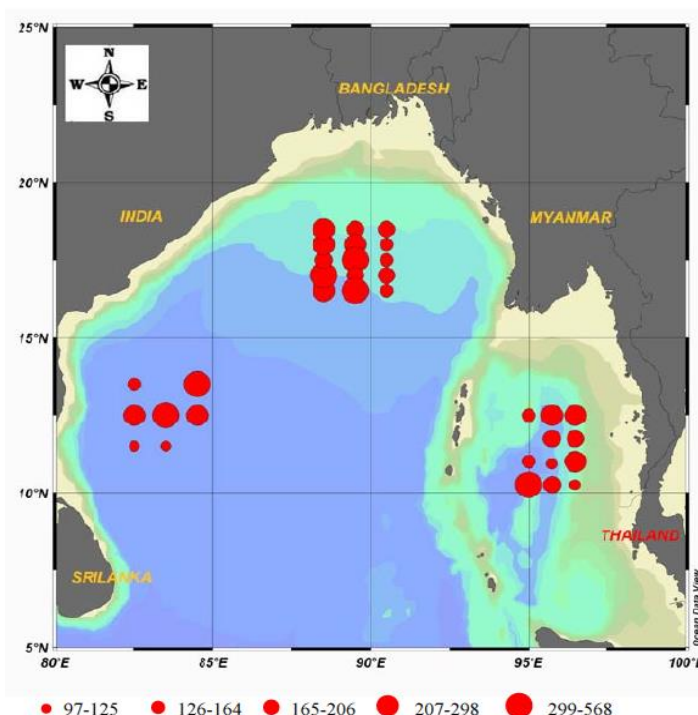 25°N
N
W E
S
BANGLADESH
20°N
INDIA
MYANMAR
15°N
10°N
THAILAND
SRILANKA
Ocean Data View
5°N
80°E 85°E 90°E 95°E 100°E
97-125 126-164 165-206 207-298 299-568